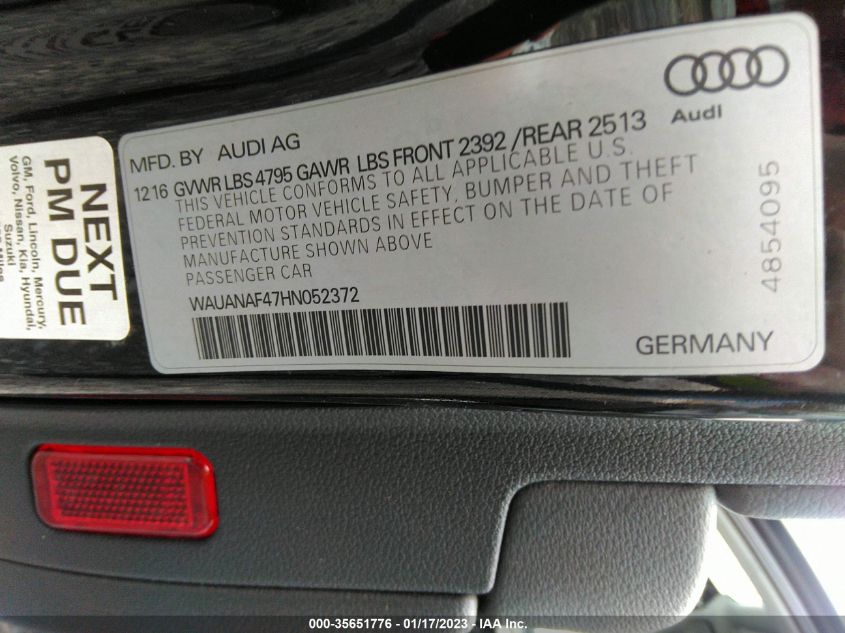 MFD. BY AUDI AG
Audi
12 16 GVWR LBS 4795 GAWR LBS FRONT 2392 /REAR 2513
THIS VEHICLE CONFORMS TO ALL APPLICABLE U.S.
FEDERAL MOTOR VEHICLE SAFETY, BUMPER AND THEFT
PREVENTION STANDARDS IN EFFECT ON THE DATE OF
MANUFACTURE SHOWN ABOVE
PASSENGER CAR
WAUANAF47HN052372
GERMANY
4854095
NEXT
PM DUE
GM, Ford, Lincoln, Mercury,
Volvo, Nissan, Kia, Hyundai,
Suzuki
Miles
000-35651776 - 01/17/2023 - IAA